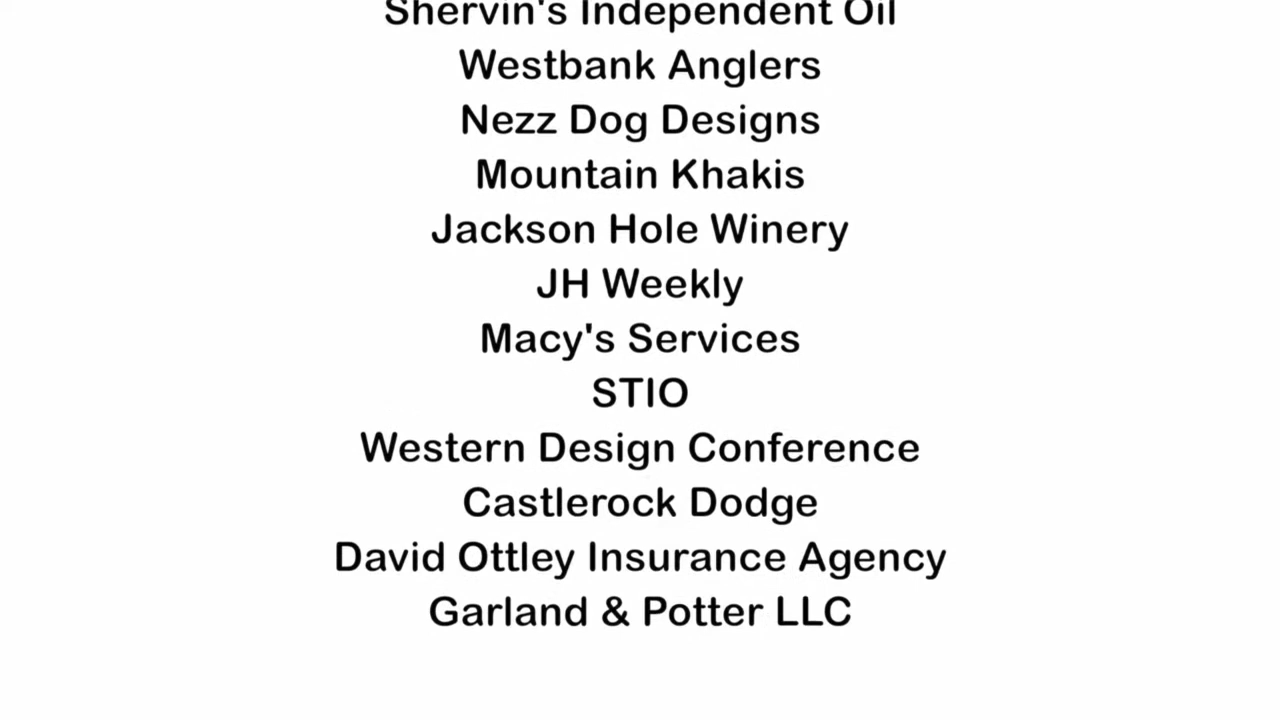 Shervin's Independent Oil
Westbank Anglers
Nezz Dog Designs
Mountain Khakis
Jackson Hole Winery
JH Weekly
Macy's Services
STIO
Western Design Conference
Castlerock Dodge
David Ottley Insurance Agency
Garland & Potter LLC